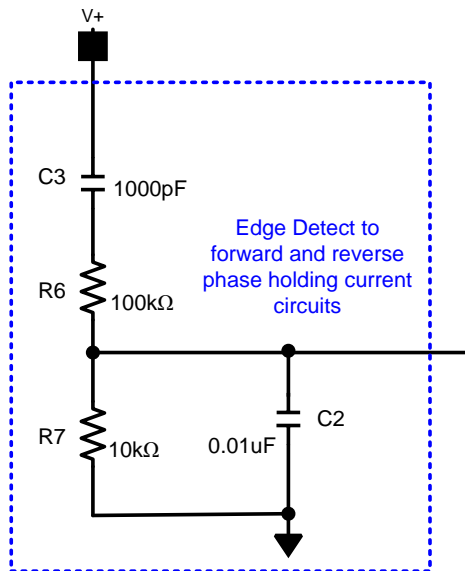 V+
C3
1000pF
Edge Detect to
forward and reverse
phase holding current
circuits
R6
100kΩ
R7
10kΩ
C2
0.01uF